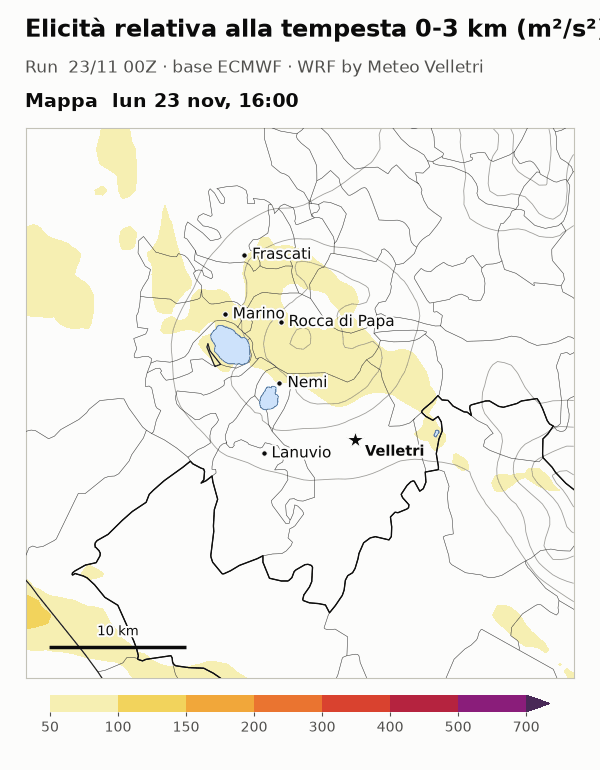 Elicità relativa alla tempesta 0-3 km (m²/s²)
Run 23/11 00Z · base ECMWF · WRF by Meteo Velletri
Mappa lun 23 nov, 16:00
Frascati
Marino
Rocca di Papa
Nemi
Velletri
Lanuvio
10 km
50 100 150 200 300 400 500 700